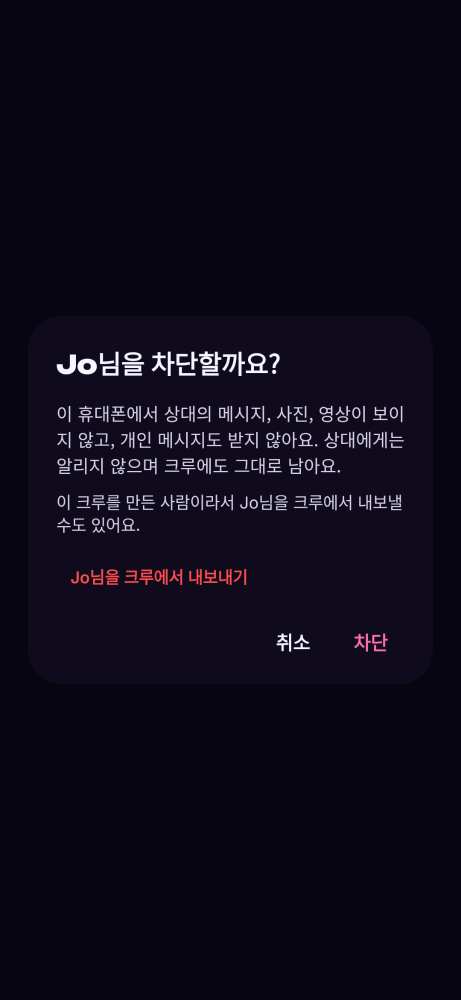 Jo님을 차단할까요?
이 휴대폰에서 상대의 메시지, 사진, 영상이 보이
지 않고, 개인 메시지도 받지 않아요. 상대에게는
알리지 않으며 크루에도 그대로 남아요.
이 크루를 만든 사람이라서 Jo님을 크루에서 내보낼
수도 있어요.
Jo님을 크루에서 내보내기
취소 차단